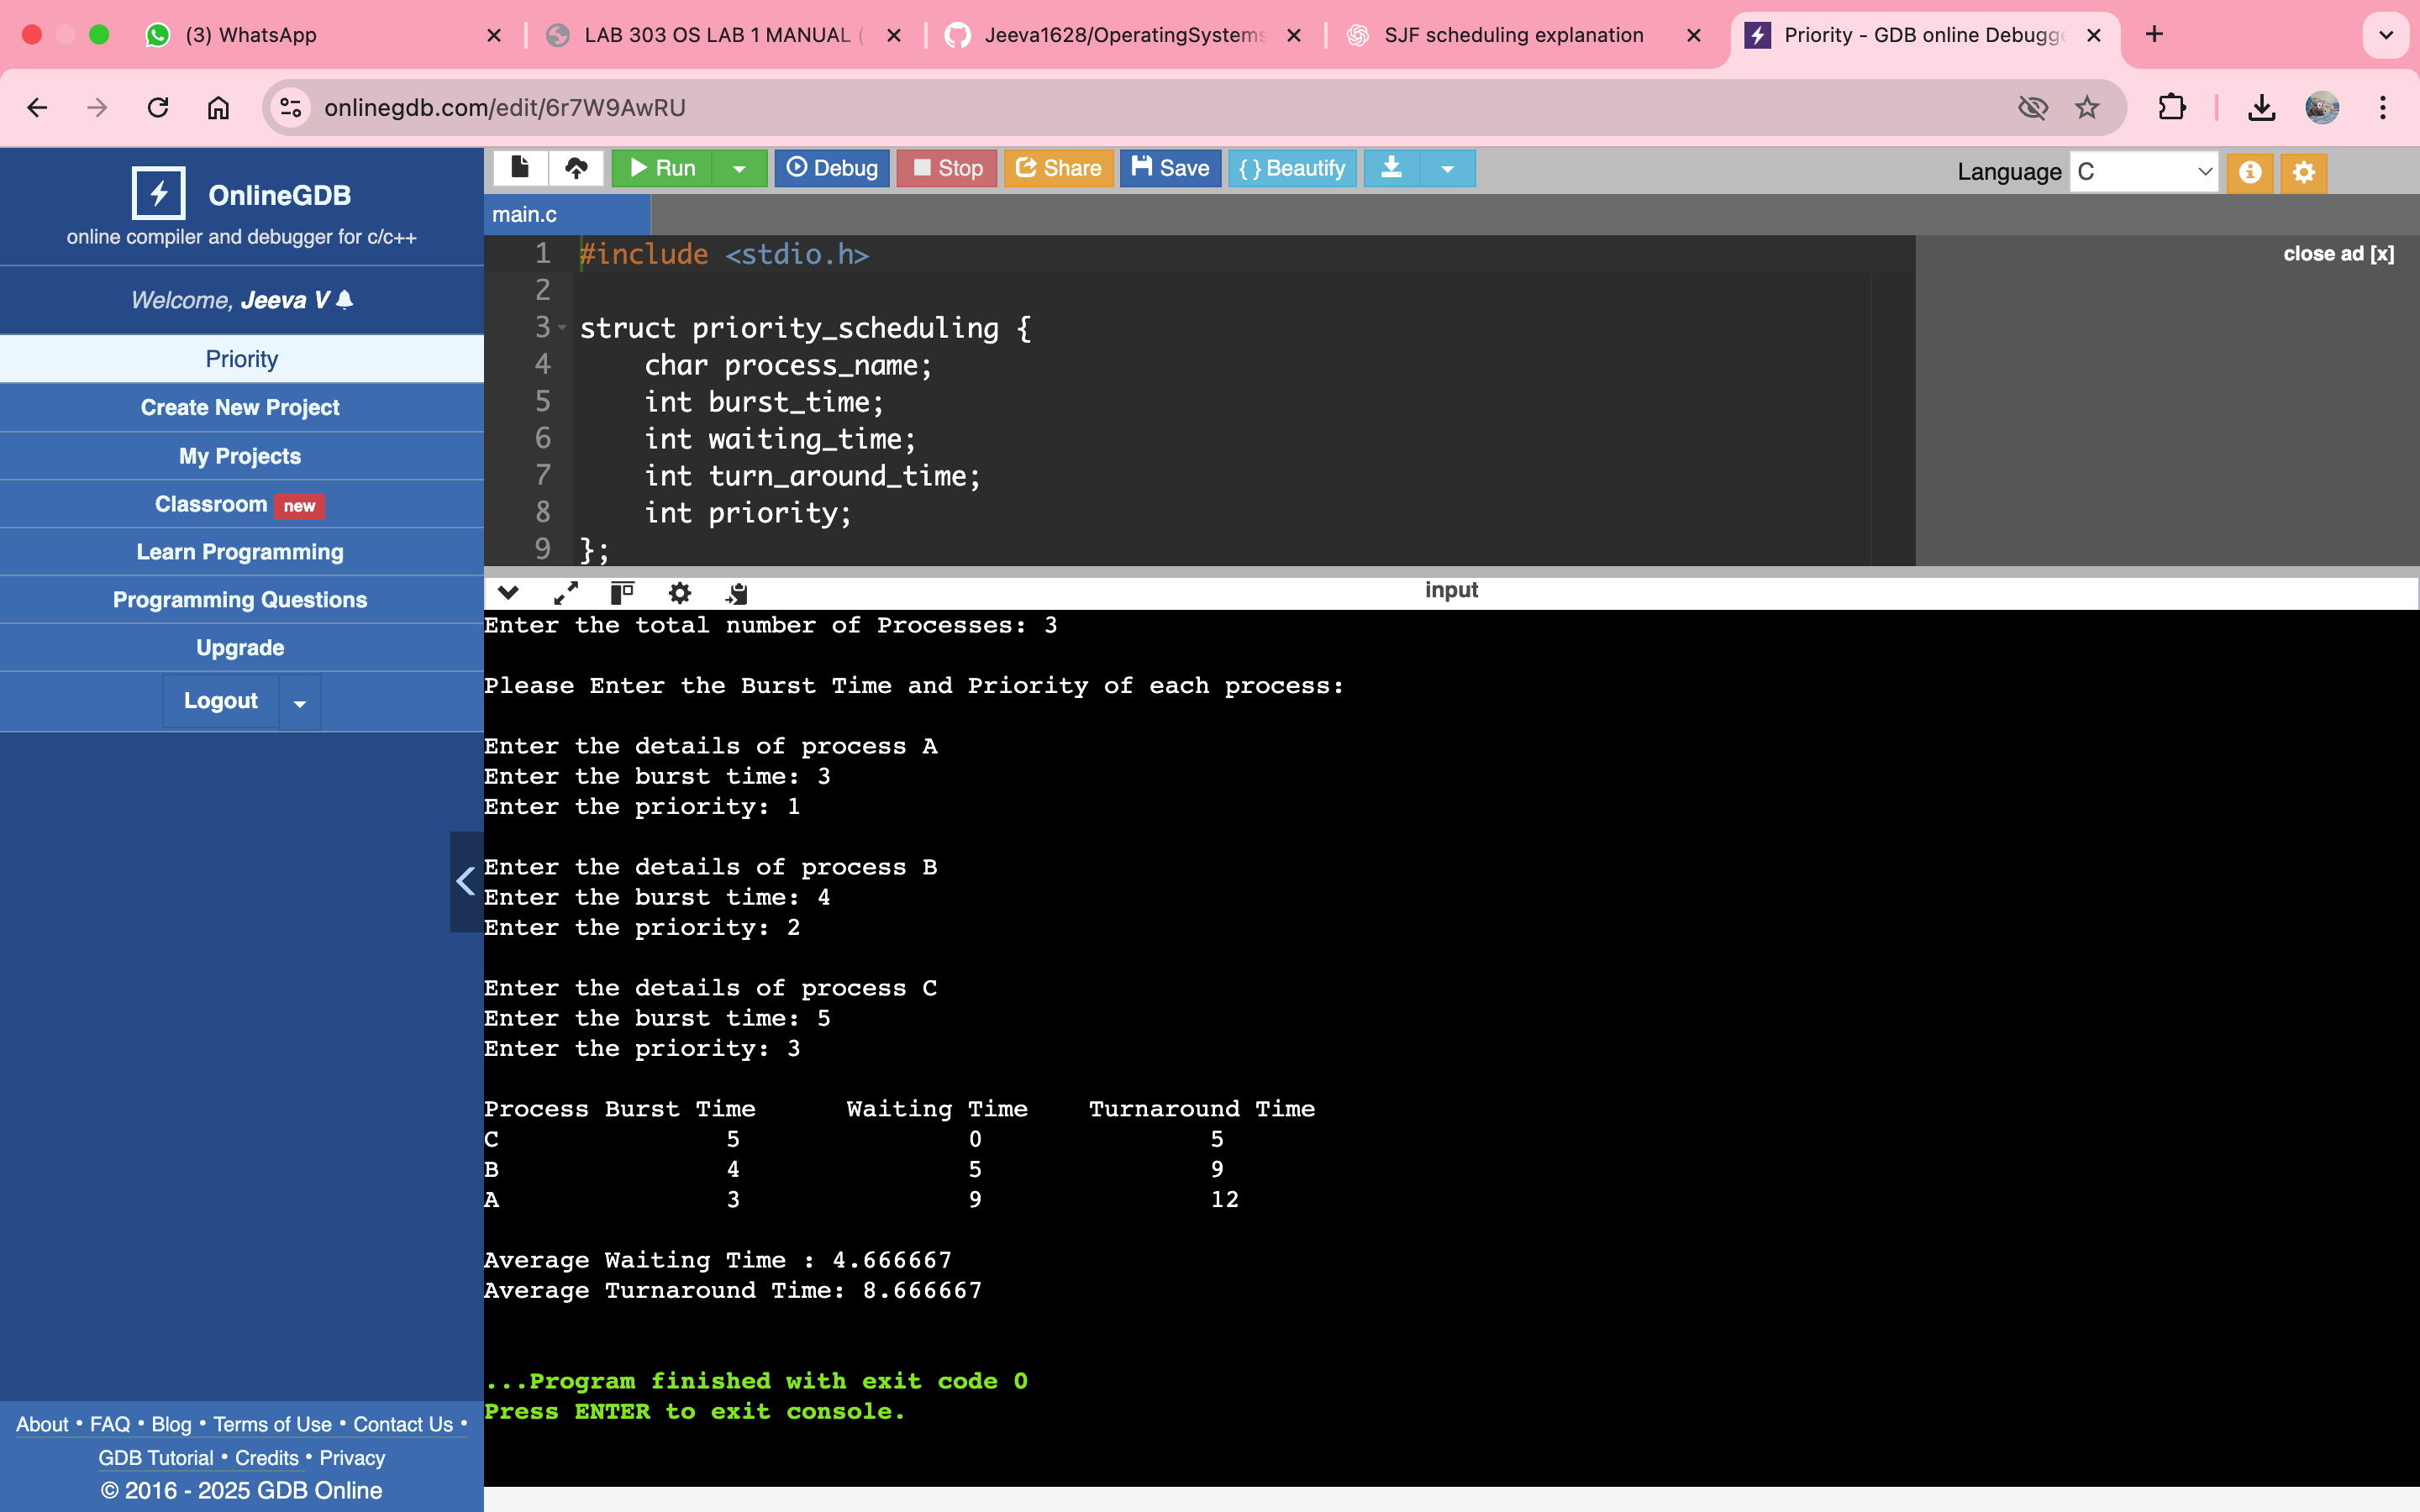 (3) WhatsApp
LAB 303 OS LAB 1 MANUAL (
Jeeva1628/OperatingSystems
SJF scheduling explanation
Priority - GDB online Debugge
onlinegdb.com/edit/6r7W9AwRU
OnlineGDB
online compiler and debugger for c/c++
Welcome, Jeeva V
Priority
Create New Project
My Projects
Classroom new
Learn Programming
Programming Questions
Upgrade
Logout
About • FAQ • Blog • Terms of Use • Contact Us •
GDB Tutorial • Credits • Privacy
© 2016 - 2025 GDB Online
Run Debug Stop Share Save { } Beautify
Language C
main.c
close ad [x]
1 #include <stdio.h>
2
3 struct priority_scheduling {
4 char process_name;
5 int burst_time;
6 int waiting_time;
7 int turn_around_time;
8 int priority;
9 };
input
Enter the total number of Processes: 3
Please Enter the Burst Time and Priority of each process:
Enter the details of process A
Enter the burst time: 3
Enter the priority: 1
Enter the details of process B
Enter the burst time: 4
Enter the priority: 2
Enter the details of process C
Enter the burst time: 5
Enter the priority: 3
Process Burst Time Waiting Time Turnaround Time
C 5 0 5
B 4 5 9
A 3 9 12
Average Waiting Time : 4.666667
Average Turnaround Time: 8.666667
...Program finished with exit code 0
Press ENTER to exit console.